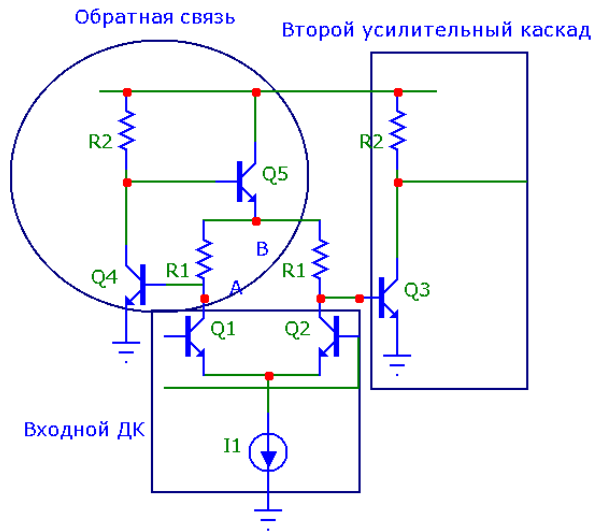 Обратная связь
Второй усилительный каскад
R2
R2
Q5
B
Q4
R1
R1
A
Q3
Q1
Q2
Входной ДК
I1